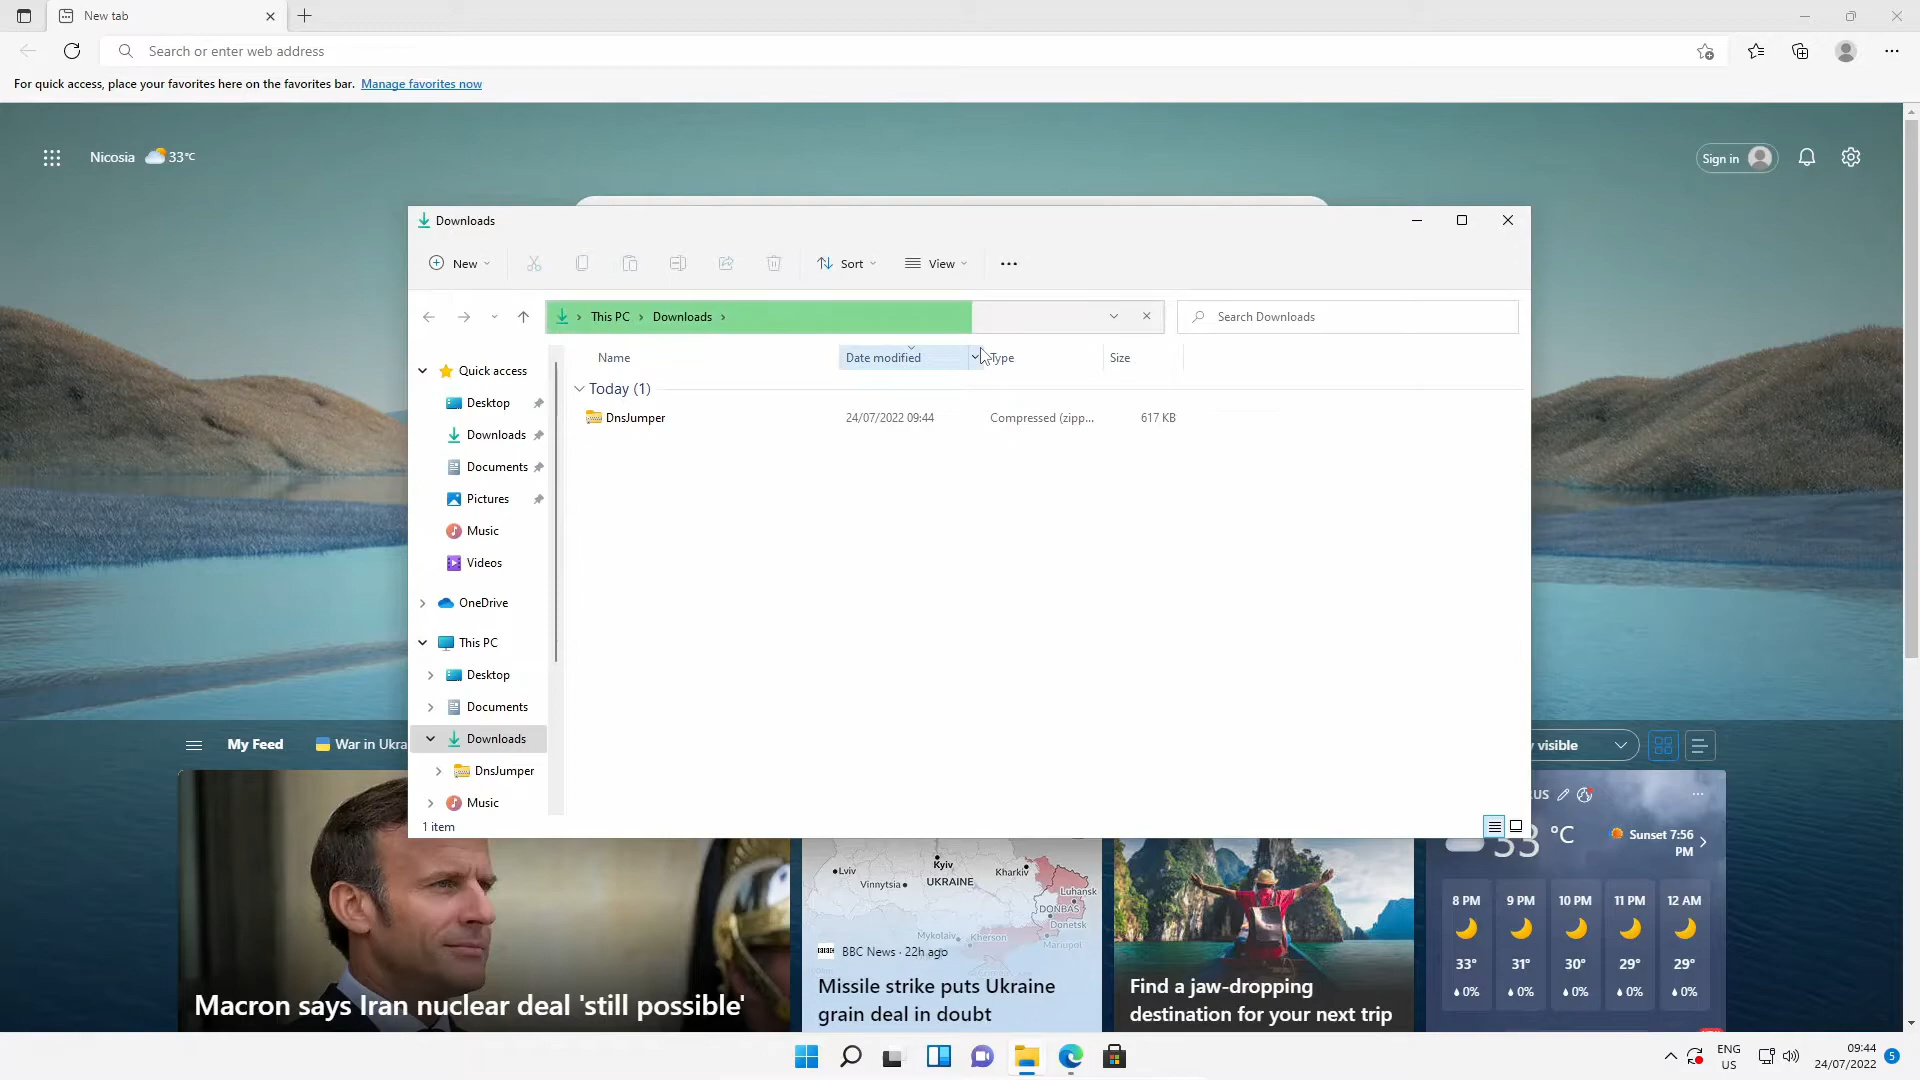 New tab
Search or enter web address
For quick access, place your favorites here on the favorites bar. Manage favorites now
Nicosia 33°C
Sign in
Downloads
New Sort View
This PC Downloads
Search Downloads
Name Date modified Type Size
Quick access
Today (1)
Desktop
DnsJumper 24/07/2022 09:44 Compressed (zipp... 617 KB
Downloads
Documents
Pictures
Music
Videos
OneDrive
This PC
Desktop
Documents
Downloads
DnsJumper
Music
1 item
My Feed War in Ukra
y visible
RUS
33 °C
Sunset 7:56
PM
8 PM 9 PM 10 PM 11 PM 12 AM
33° 31° 30° 29° 29°
0% 0% 0% 0% 0%
Kyiv
Lviv
Kharkiv
UKRAINE
Vinnytsia
Luhansk
DONBAS
Donetsk
Mykolaiv Kherson Mariupol
BBC News · 22h ago
Macron says Iran nuclear deal 'still possible'
Missile strike puts Ukraine
grain deal in doubt
Find a jaw-dropping
destination for your next trip
ENG
US
09:44
24/07/2022
5